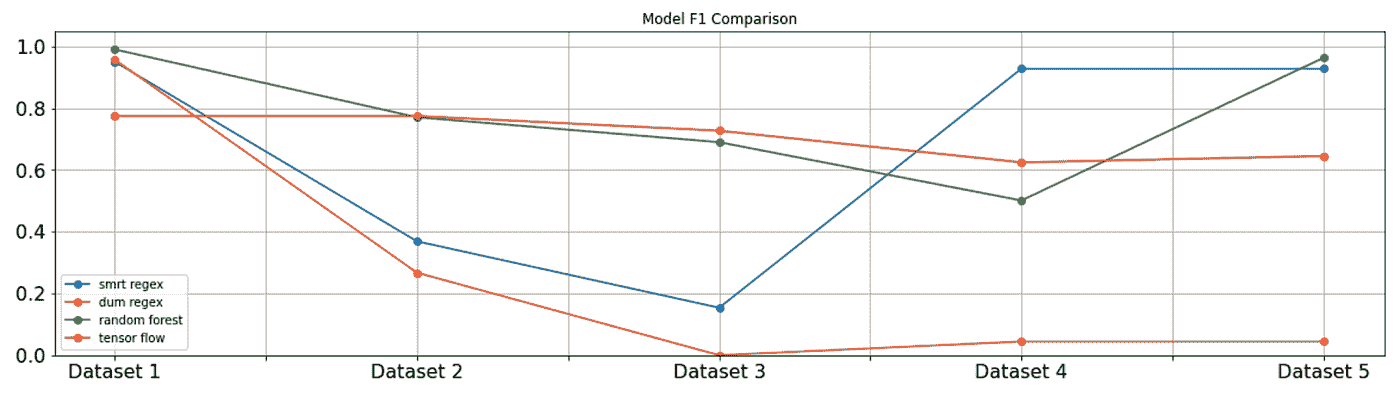 Model F1 Comparison
1.0
0.8
0.6
0.4
0.2
0.0
smrt regex
dum regex
random forest
tensor flow
Dataset 1 Dataset 2 Dataset 3 Dataset 4 Dataset 5